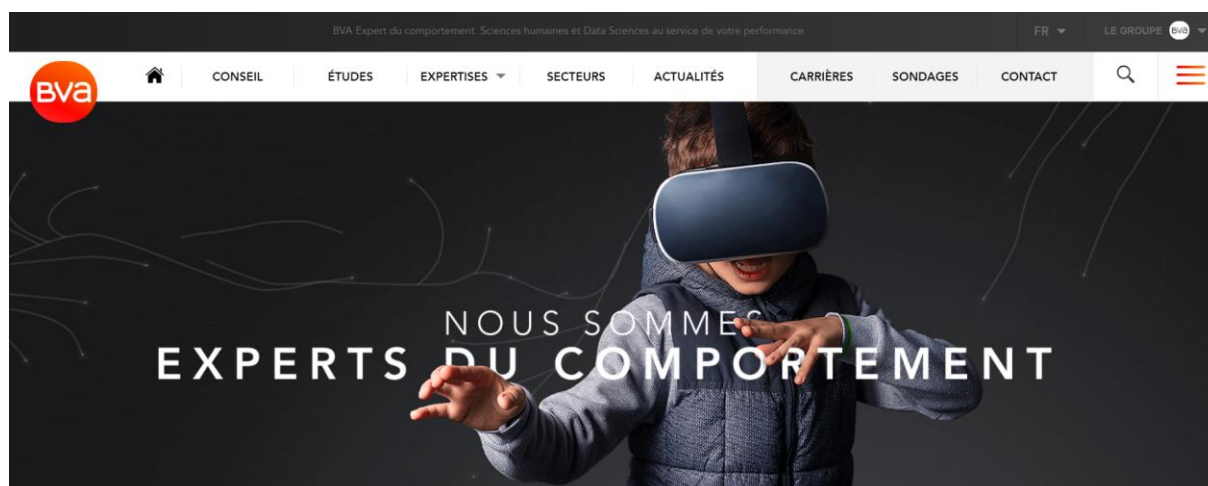 BVA Expert du comportement. Sciences humaines et Data Sciences au service de votre performance
FR
LE GROUPE BVa
BVa
CONSEIL
ÉTUDES
EXPERTISES
SECTEURS
ACTUALITÉS
CARRIÈRES
SONDAGES
CONTACT
NOUS SOMMES
EXPERTS DU COMPORTEMENT